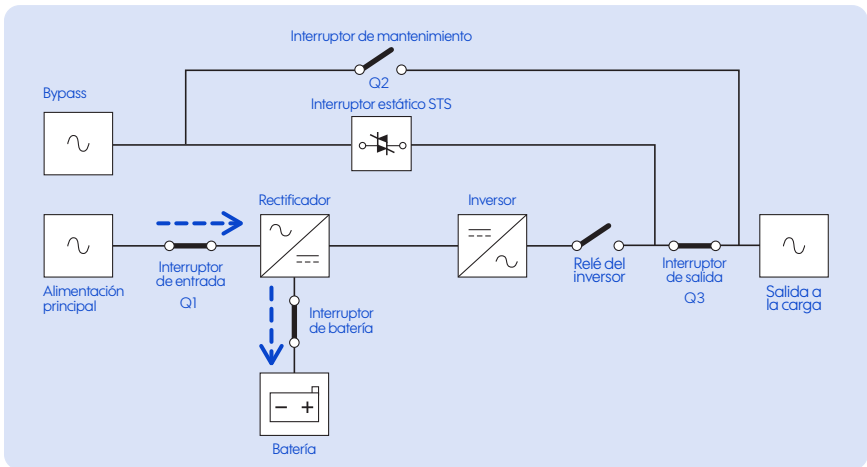 Interruptor de mantenimiento
Q2
Bypass
Interruptor estático STS
Rectificador
Inversor
Alimentación
principal
Interruptor
de entrada
Q1
Relé del
inversor
Interruptor
de salida
Q3
Salida a
la carga
Interruptor
de batería
Batería